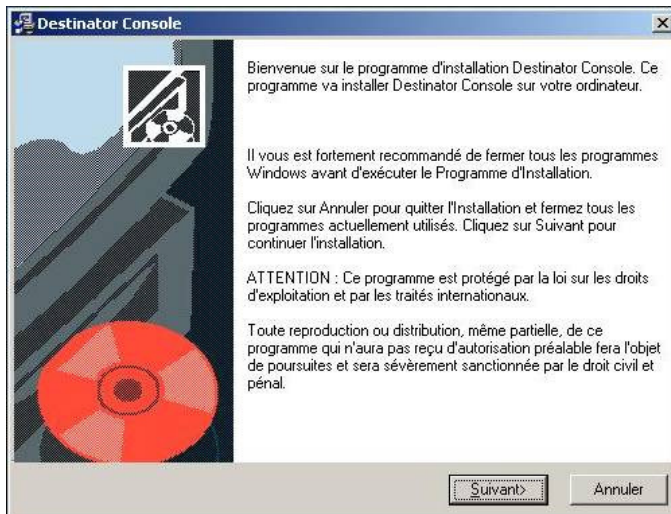 Destinator Console
Bienvenue sur le programme d'installation Destinator Console. Ce
programme va installer Destinator Console sur votre ordinateur.
Il vous est fortement recommandé de fermer tous les programmes
Windows avant d'exécuter le Programme d'Installation.
Cliquez sur Annuler pour quitter l'Installation et fermez tous les
programmes actuellement utilisés. Cliquez sur Suivant pour
continuer l'installation.
ATTENTION : Ce programme est protégé par la loi sur les droits
d'exploitation et par les traités internationaux.
Toute reproduction ou distribution, même partielle, de ce
programme qui n'aura pas reçu d'autorisation préalable fera l'objet
de poursuites et sera sévèrement sanctionnée par le droit civil et
pénal.
Suivant>
Annuler